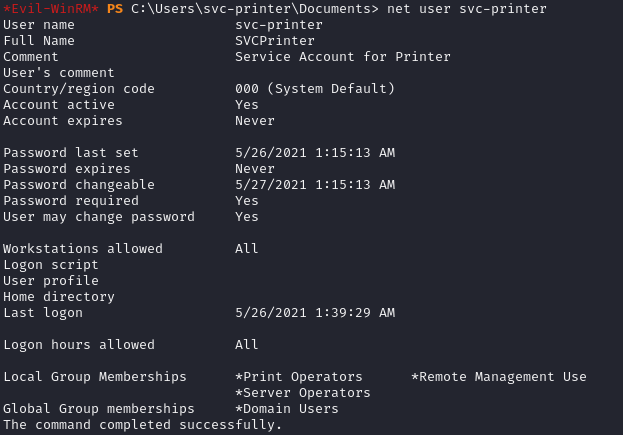 *Evil-WinRM* PS C:\Users\svc-printer\Documents> net user svc-printer
User name                    svc-printer
Full Name                    SVCPrinter
Comment                      Service Account for Printer
User's comment
Country/region code          000 (System Default)
Account active               Yes
Account expires              Never
Password last set            5/26/2021 1:15:13 AM
Password expires             Never
Password changeable          5/27/2021 1:15:13 AM
Password required            Yes
User may change password     Yes
Workstations allowed         All
Logon script
User profile
Home directory
Last logon                   5/26/2021 1:39:29 AM
Logon hours allowed          All
Local Group Memberships      *Print Operators      *Remote Management Use
*Server Operators
Global Group memberships     *Domain Users
The command completed successfully.